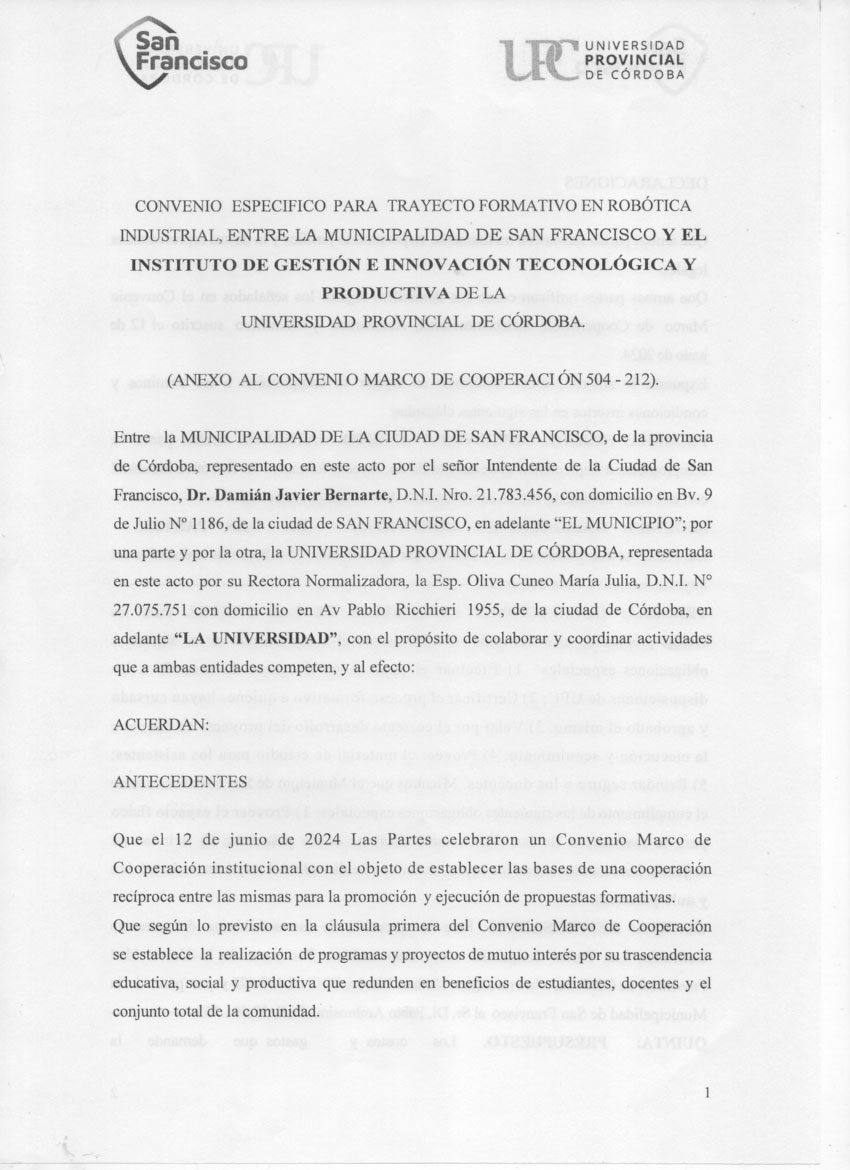 San
Francisco
UPC UNIVERSIDAD
PROVINCIAL
DE CÓRDOBA
CONVENIO ESPECIFICO PARA TRAYECTO FORMATIVO EN ROBÓTICA
INDUSTRIAL, ENTRE LA MUNICIPALIDAD DE SAN FRANCISCO Y EL
INSTITUTO DE GESTIÓN E INNOVACIÓN TECONOLÓGICA Y
PRODUCTIVA DE LA
UNIVERSIDAD PROVINCIAL DE CÓRDOBA.
(ANEXO AL CONVENIO MARCO DE COOPERACIÓN 504 - 212).
Entre la MUNICIPALIDAD DE LA CIUDAD DE SAN FRANCISCO, de la provincia
de Córdoba, representado en este acto por el señor Intendente de la Ciudad de San
Francisco, Dr. Damián Javier Bernarte, D.N.I. Nro. 21.783.456, con domicilio en Bv. 9
de Julio Nº 1186, de la ciudad de SAN FRANCISCO, en adelante “EL MUNICIPIO”; por
una parte y por la otra, la UNIVERSIDAD PROVINCIAL DE CÓRDOBA, representada
en este acto por su Rectora Normalizadora, la Esp. Oliva Cuneo María Julia, D.N.I. N°
27.075.751 con domicilio en Av Pablo Ricchieri 1955, de la ciudad de Córdoba, en
adelante “LA UNIVERSIDAD”, con el propósito de colaborar y coordinar actividades
que a ambas entidades competen, y al efecto:
ACUERDAN:
ANTECEDENTES
Que el 12 de junio de 2024 Las Partes celebraron un Convenio Marco de
Cooperación institucional con el objeto de establecer las bases de una cooperación
recíproca entre las mismas para la promoción y ejecución de propuestas formativas.
Que según lo previsto en la cláusula primera del Convenio Marco de Cooperación
se establece la realización de programas y proyectos de mutuo interés por su trascendencia
educativa, social y productiva que redunden en beneficios de estudiantes, docentes y el
conjunto total de la comunidad.
1